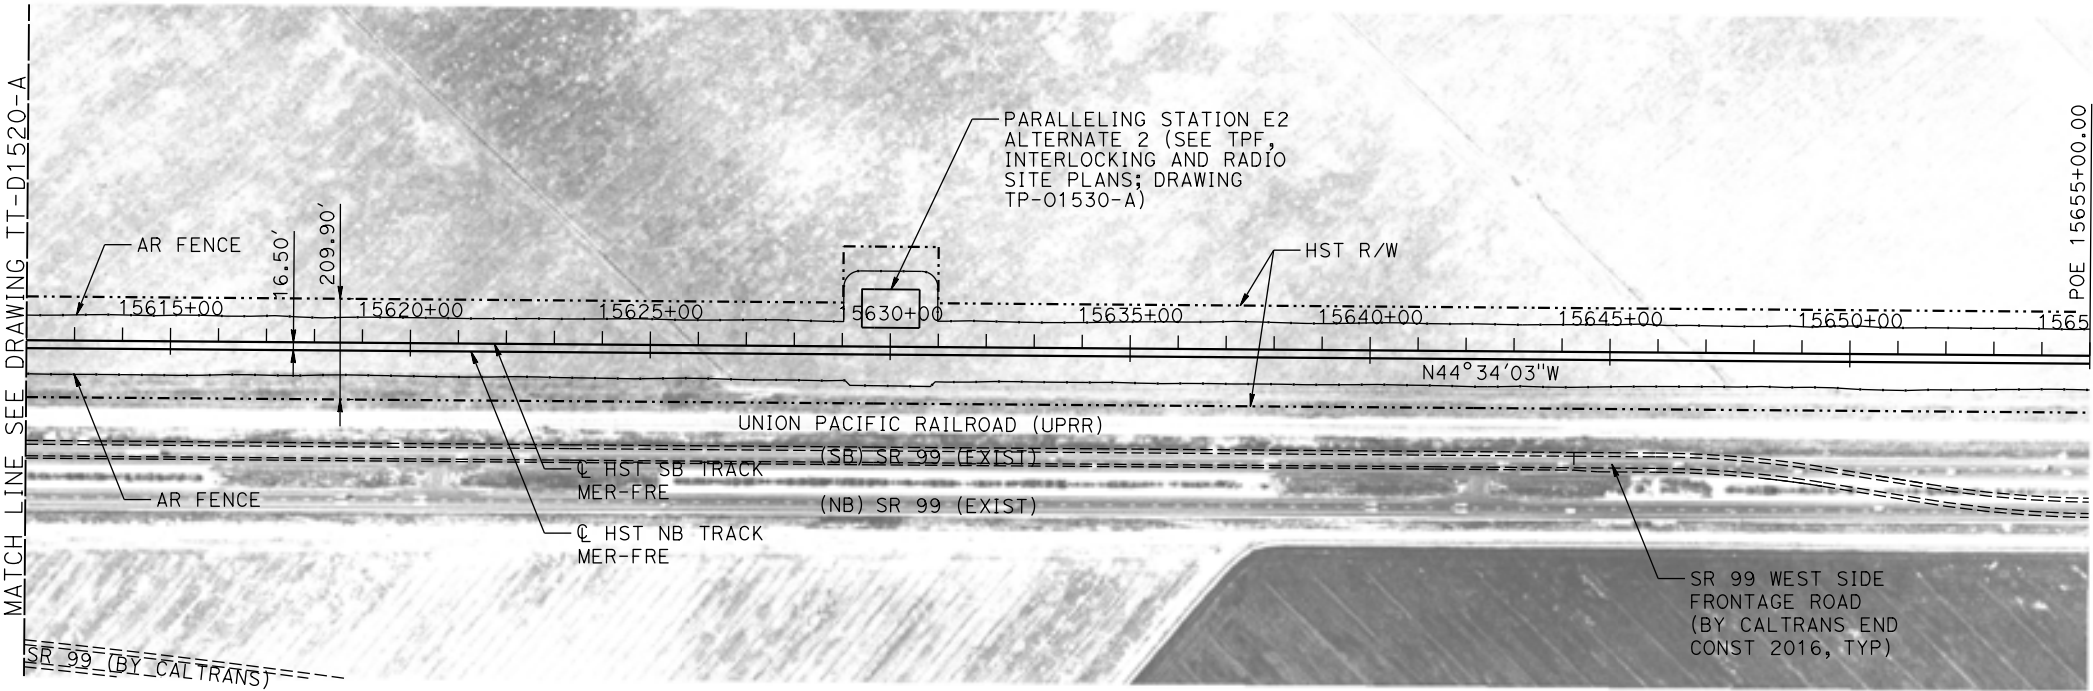 MATCH LINE SEE DRAWING TT-D1520-A
AR FENCE
16.50'
209.90'
PARALLELING STATION E2
ALTERNATE 2 (SEE TPF,
INTERLOCKING AND RADIO
SITE PLANS; DRAWING
TP-O1530-A)
HST R/W
POE 15655+00.00
15615+00
15620+00
15625+00
15630+00
15635+00
15640+00
15645+00
15650+00
1565
N44°34'03"W
UNION PACIFIC RAILROAD (UPRR)
(SB) SR 99 (EXIST)
℄ HST SB TRACK
MER-FRE
AR FENCE
(NB) SR 99 (EXIST)
℄ HST NB TRACK
MER-FRE
SR 99 WEST SIDE
FRONTAGE ROAD
(BY CALTRANS END
CONST 2016, TYP)
SR 99 (BY CALTRANS)